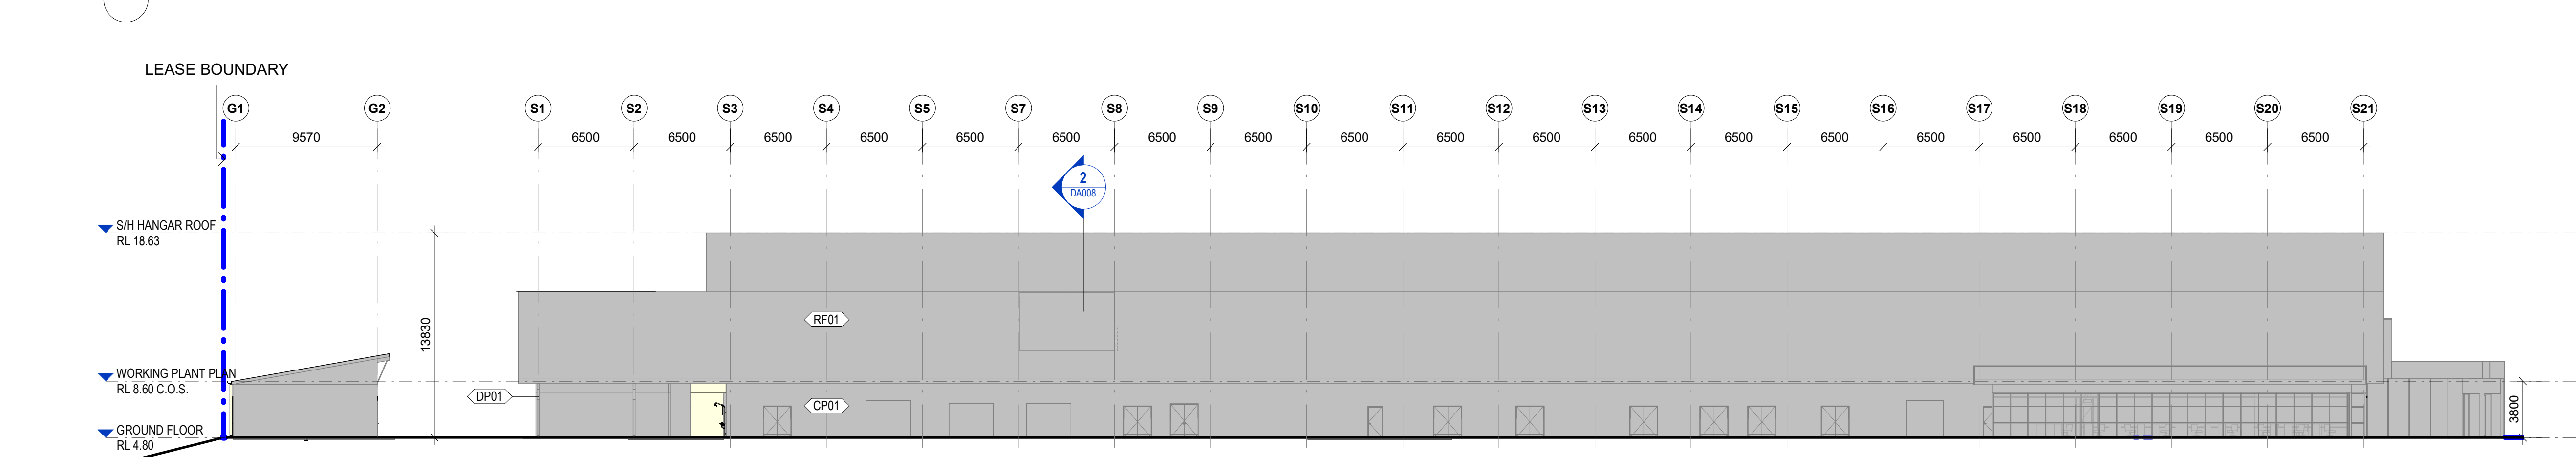 LEASE BOUNDARY
G1 G2 S1 S2 S3 S4 S5 S7 S8 S9 S10 S11 S12 S13 S14 S15 S16 S17 S18 S19 S20 S21
9570 6500 6500 6500 6500 6500 6500 6500 6500 6500 6500 6500 6500 6500 6500 6500 6500 6500 6500 6500
2
DA008
S/H HANGAR ROOF
RL 18.63
RF01
13830
WORKING PLANT PLAN
RL 8.60 C.O.S.
DP01
CP01
3800
GROUND FLOOR
RL 4.80